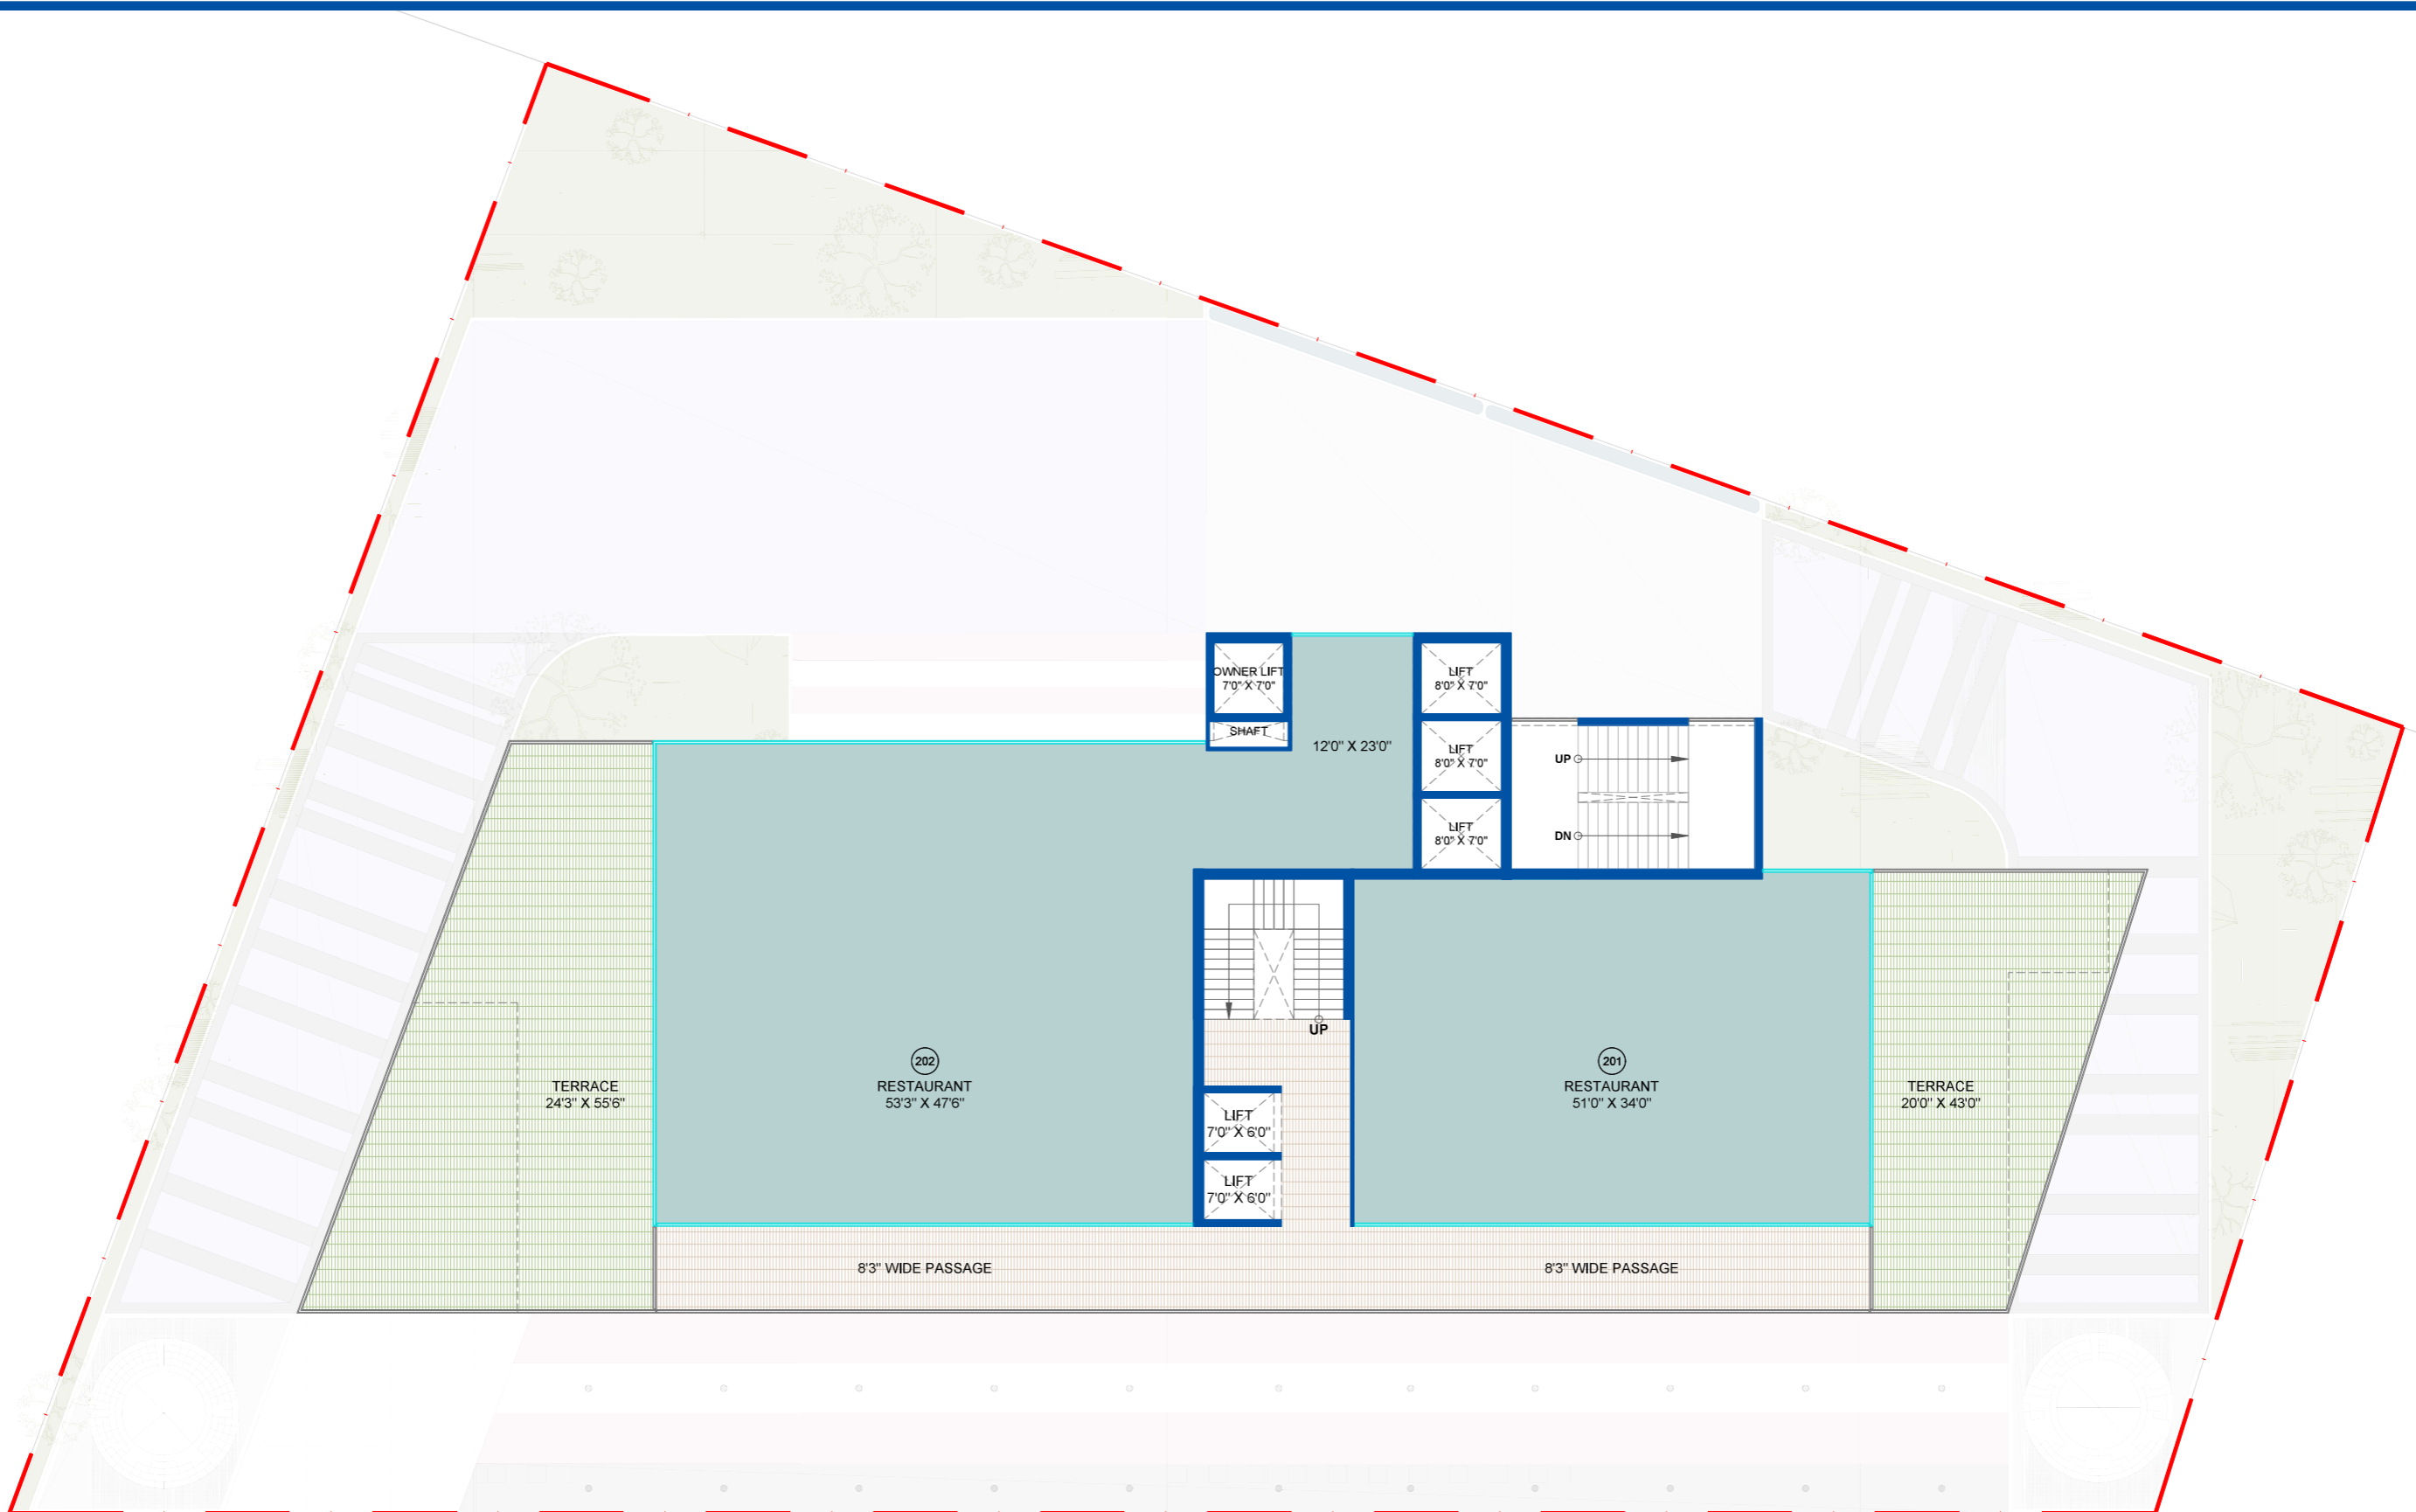 OWNER LIFT
7'0" X 7'0"
SHAFT
12'0" X 23'0"
LIFT
8'0" X 7'0"
LIFT
8'0" X 7'0"
LIFT
8'0" X 7'0"
UP
DN
UP
202
RESTAURANT
53'3" X 47'6"
201
RESTAURANT
51'0" X 34'0"
TERRACE
24'3" X 55'6"
TERRACE
20'0" X 43'0"
LIFT
7'0" X 6'0"
LIFT
7'0" X 6'0"
8'3" WIDE PASSAGE
8'3" WIDE PASSAGE